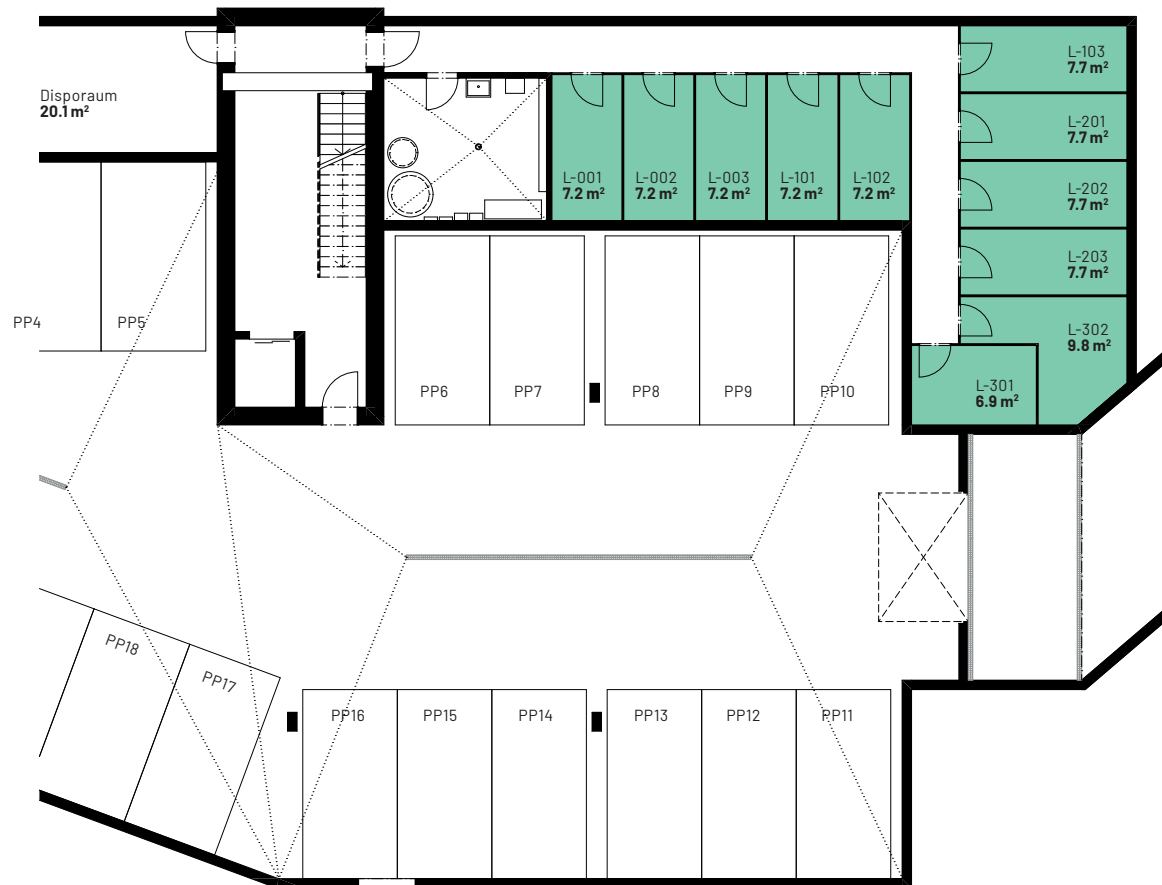 Disporaum
20.1 m²
L-001
7.2 m²
L-002
7.2 m²
L-003
7.2 m²
L-101
7.2 m²
L-102
7.2 m²
L-103
7.7 m²
L-201
7.7 m²
L-202
7.7 m²
L-203
7.7 m²
L-302
9.8 m²
L-301
6.9 m²
PP4
PP5
PP6
PP7
PP8
PP9
PP10
PP18
PP17
PP16
PP15
PP14
PP13
PP12
PP11